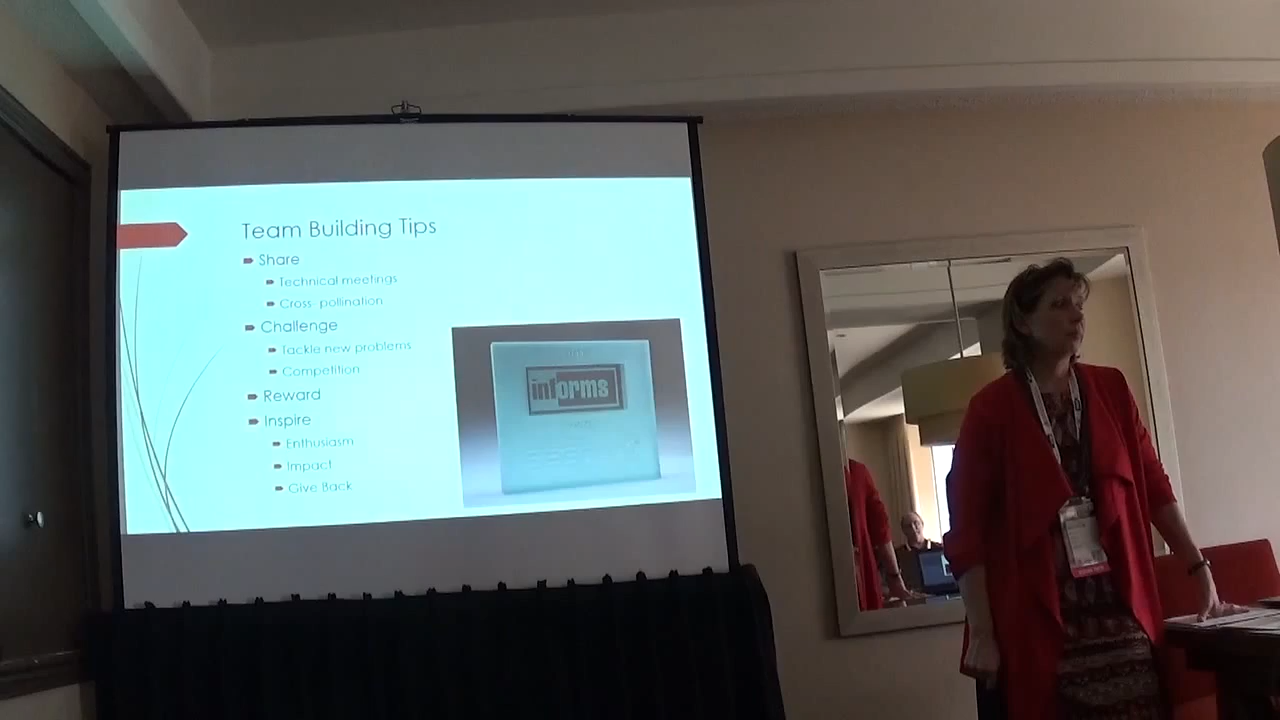 Team Building Tips
Share
Technical meetings
Cross- pollination
Challenge
Tackle new problems
Competition
Reward
Inspire
Enthusiasm
Impact
Give Back
informs